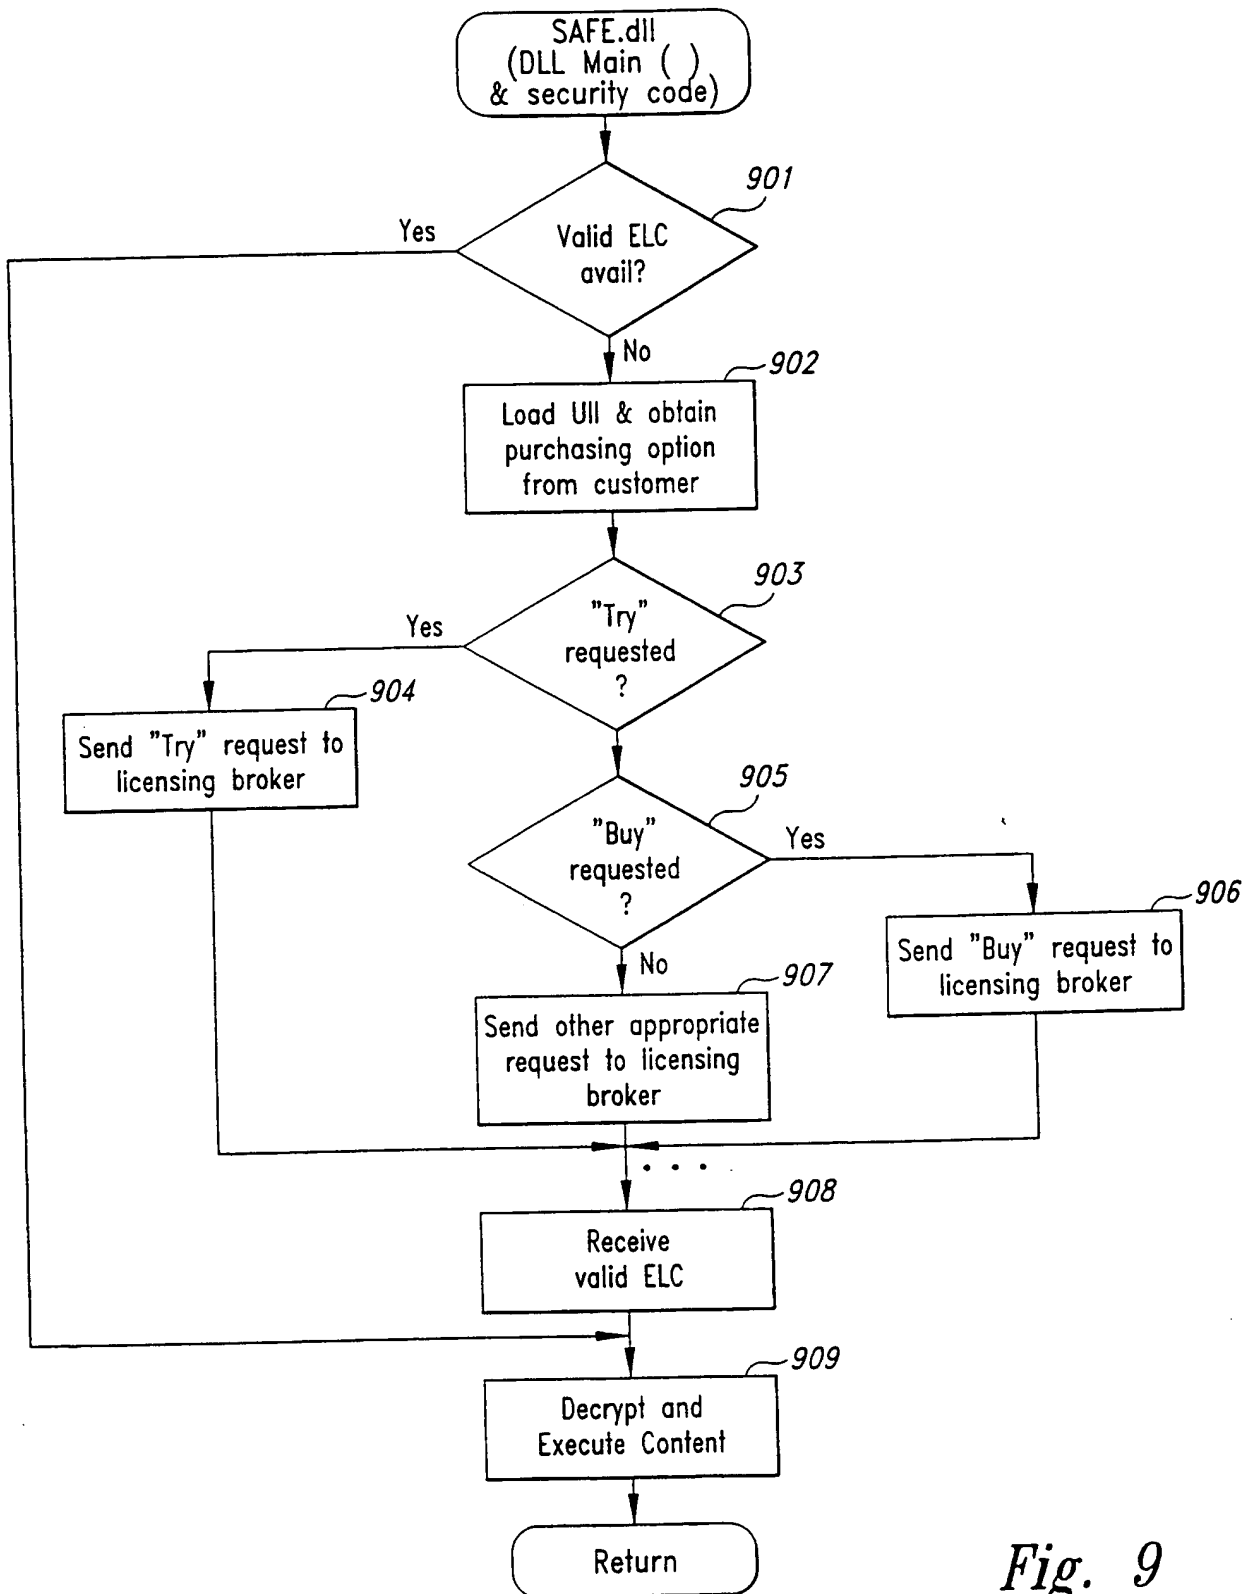 SAFE.dll
(DLL Main ( )
& security code)
901
Yes
Valid ELC
avail?
No
902
Load UII & obtain
purchasing option
from customer
903
Yes
"Try"
requested
?
904
Send "Try" request to
licensing broker
905
"Buy"
requested
?
Yes
906
Send "Buy" request to
licensing broker
No
907
Send other appropriate
request to licensing
broker
. . .
908
Receive
valid ELC
909
Decrypt and
Execute Content
Return
Fig. 9